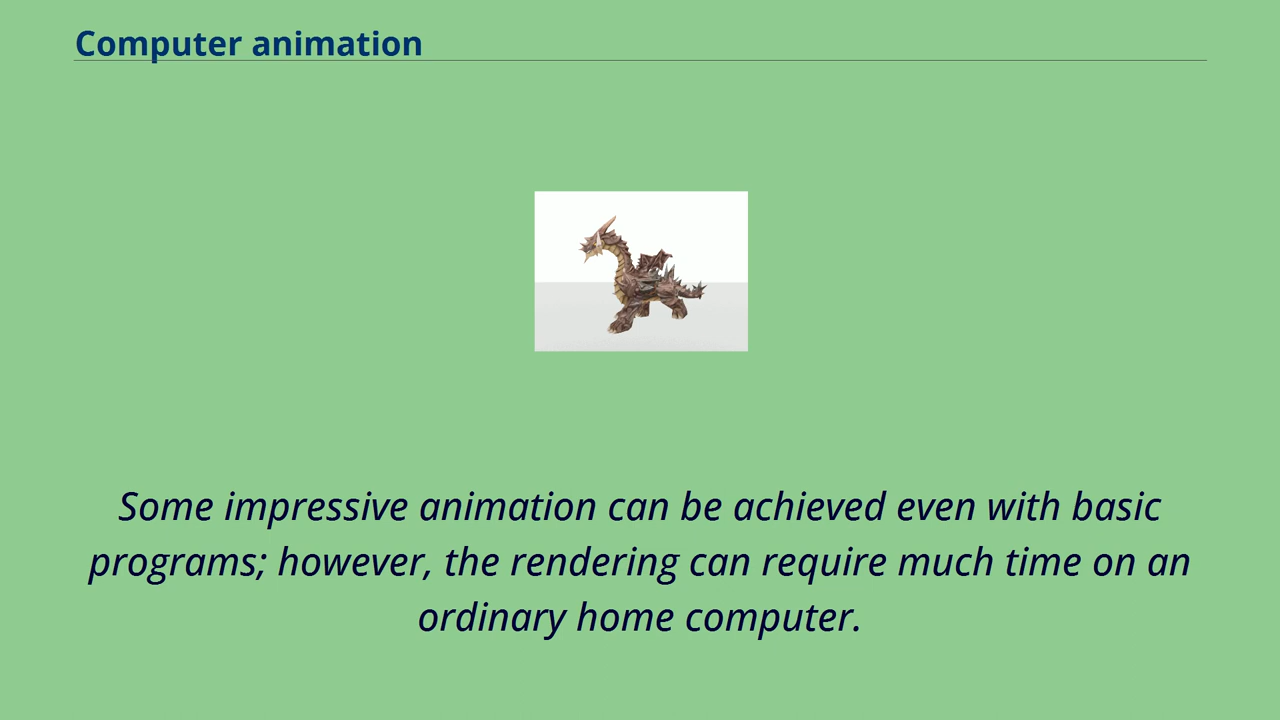 Computer animation
Some impressive animation can be achieved even with basic
programs; however, the rendering can require much time on an
ordinary home computer.